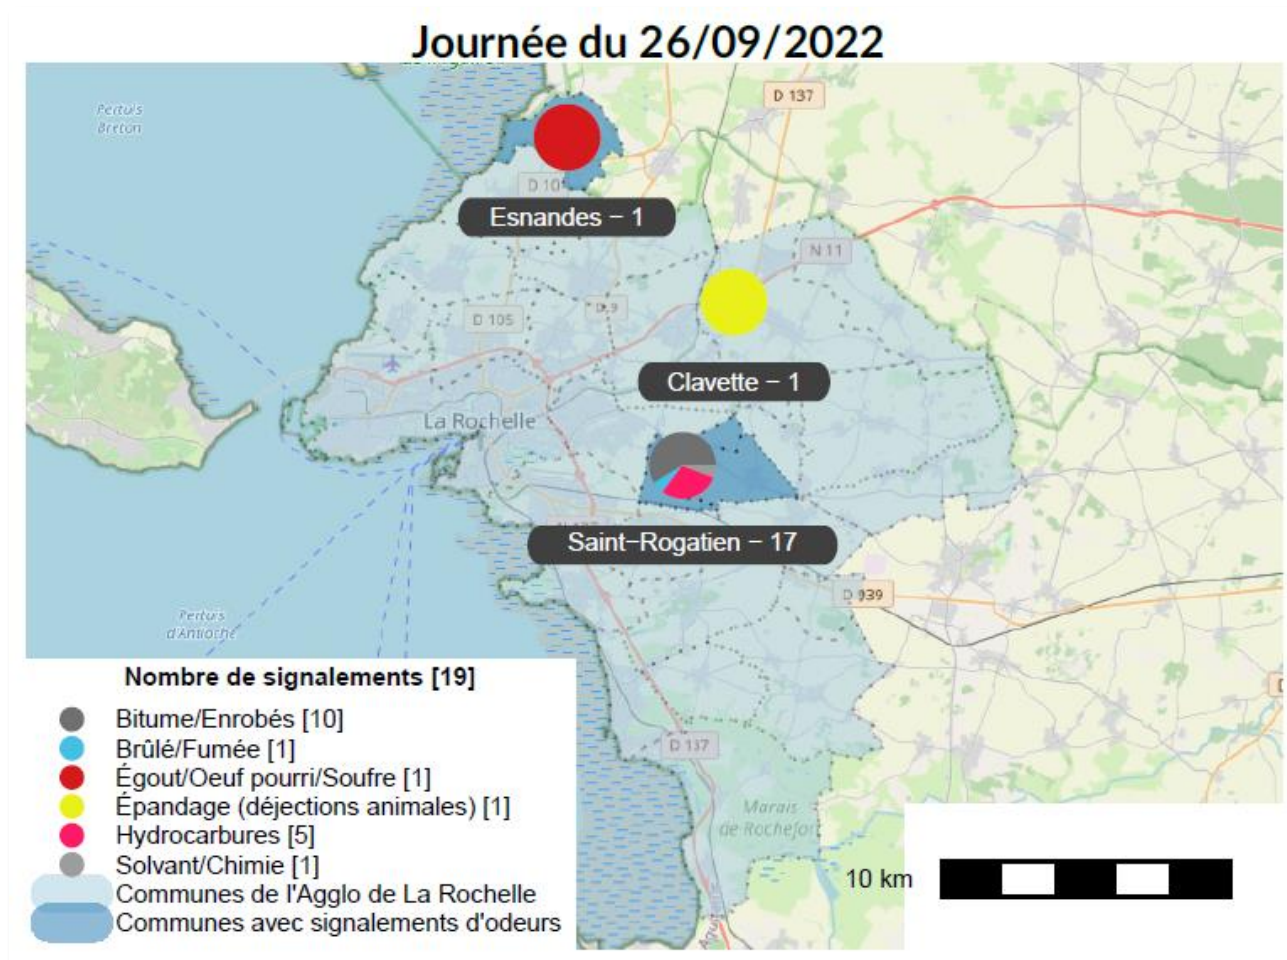 Journée du 26/09/2022
Pertuis
Breton
D 137
D 10
Esnandes − 1
N 11
D 9
D 105
Clavette − 1
La Rochelle
Saint−Rogatien − 17
D 939
Pertuis
d'Antioche
Nombre de signalements [19]
Bitume/Enrobés [10]
Brûlé/Fumée [1]
Égout/Oeuf pourri/Soufre [1]
Épandage (déjections animales) [1]
Hydrocarbures [5]
Solvant/Chimie [1]
Communes de l'Agglo de La Rochelle
Communes avec signalements d'odeurs
D 137
Marais
de Rochefort
10 km